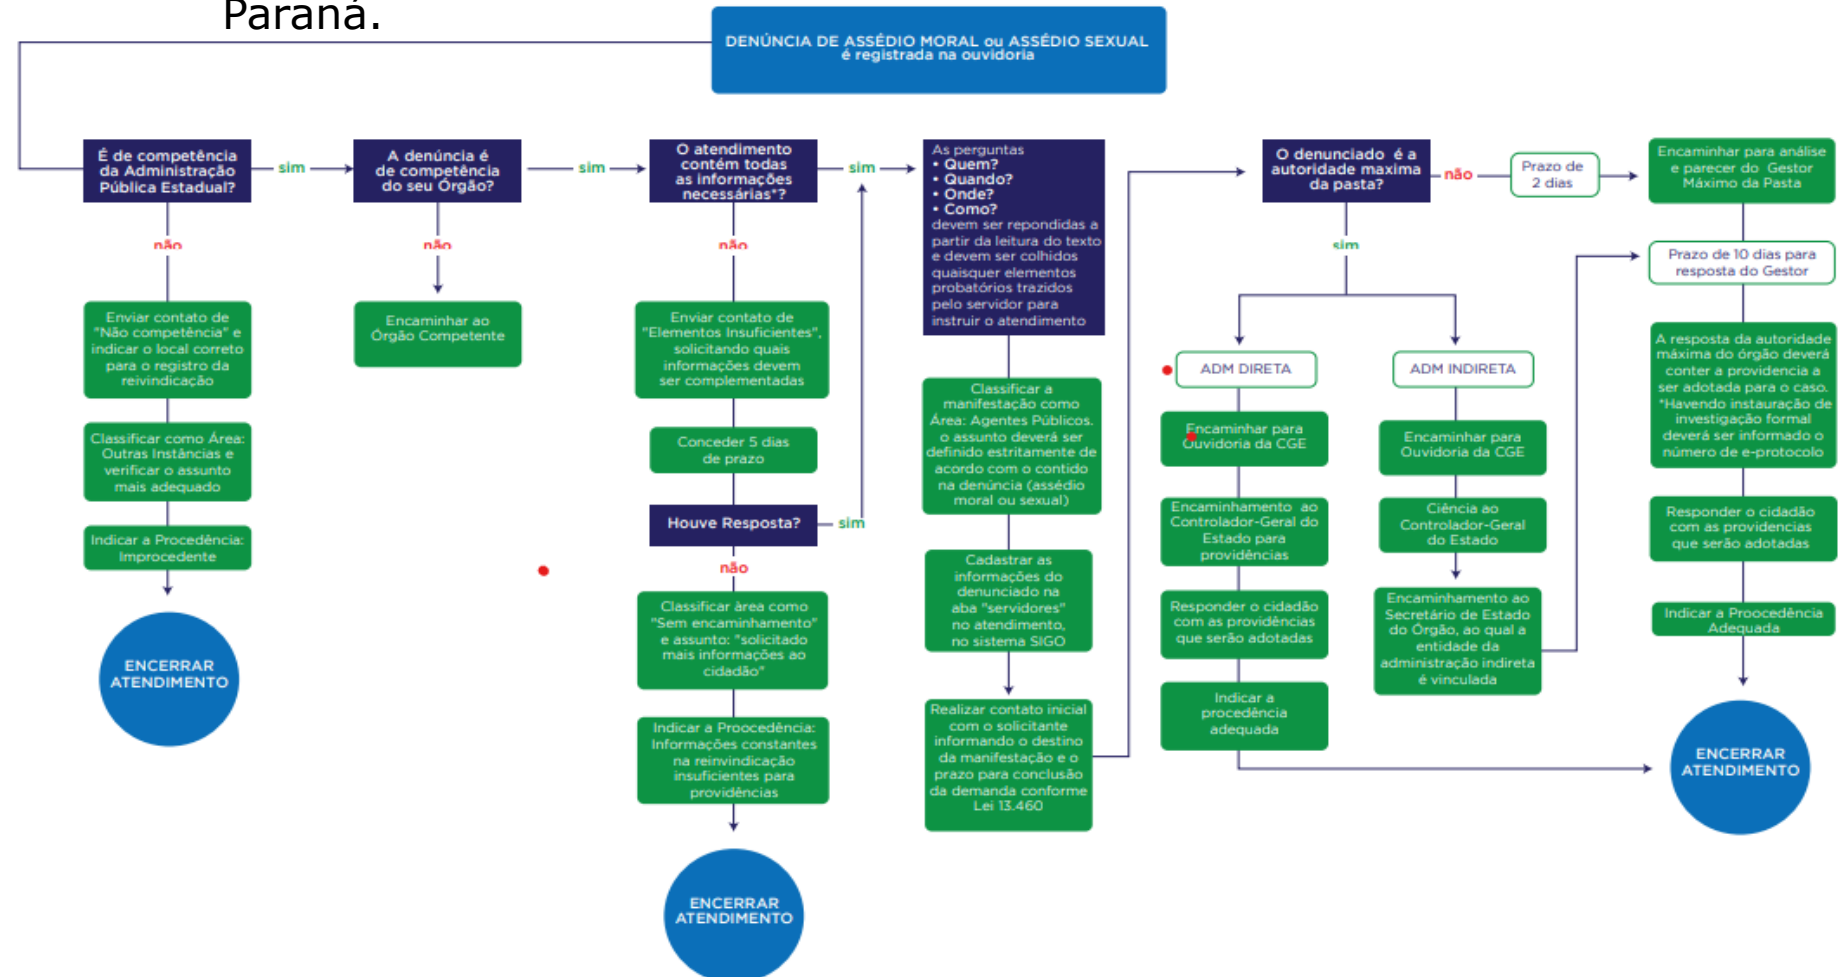 Paraná.
DENÚNCIA DE ASSÉDIO MORAL ou ASSÉDIO SEXUAL
é registrada na ouvidoria
É de competência
da Administração
Pública Estadual?
sim
não
Enviar contato de
"Não competência" e
indicar o local correto
para o registro da
reivindicação
Classificar como Área:
Outras Instâncias e
verificar o assunto
mais adequado
Indicar a Procedência:
Improcedente
ENCERRAR
ATENDIMENTO
A denúncia é
de competência
do seu Órgão?
sim
não
Encaminhar ao
Órgão Competente
O atendimento
contém todas
as informações
necessárias*?
sim
não
Enviar contato de
"Elementos Insuficientes",
solicitando quais
informações devem
ser complementadas
Conceder 5 dias
de prazo
Houve Resposta?
sim
não
Classificar àrea como
"Sem encaminhamento"
e assunto: "solicitado
mais informações ao
cidadão"
Indicar a Proocedência:
Informações constantes
na reinvindicação
insuficientes para
providências
ENCERRAR
ATENDIMENTO
As perguntas
• Quem?
• Quando?
• Onde?
• Como?
devem ser repondidas a
partir da leitura do texto
e devem ser colhidos
quaisquer elementos
probatórios trazidos
pelo servidor para
instruir o atendimento
Classificar a
manifestação como
Área: Agentes Públicos.
o assunto deverá ser
definido estritamente de
acordo com o contido
na denúncia (assédio
moral ou sexual)
Cadastrar as
informações do
denunciado na
aba "servidores"
no atendimento,
no sistema SIGO
Realizar contato inicial
com o solicitante
informando o destino
da manifestação e o
prazo para conclusão
da demanda conforme
Lei 13.460
O denunciado é a
autoridade maxima
da pasta?
não
Prazo de
2 dias
sim
ADM DIRETA
Encaminhar para
Ouvidoria da CGE
Encaminhamento ao
Controlador-Geral do
Estado para
providências
Responder o cidadão
com as providências
que serão adotadas
Indicar a
procedência
adequada
ADM INDIRETA
Encaminhar para
Ouvidoria da CGE
Ciência ao
Controlador-Geral
do Estado
Encaminhamento ao
Secretário de Estado
do Órgão, ao qual a
entidade da
administração indireta
é vinculada
Encaminhar para análise
e parecer do Gestor
Máximo da Pasta
Prazo de 10 dias para
resposta do Gestor
A resposta da autoridade
máxima do órgão deverá
conter a providencia a
ser adotada para o caso.
*Havendo instauração de
investigação formal
deverá ser informado o
número de e-protocolo
Responder o cidadão
com as providencias
que serão adotadas
Indicar a Proocedência
Adequada
ENCERRAR
ATENDIMENTO